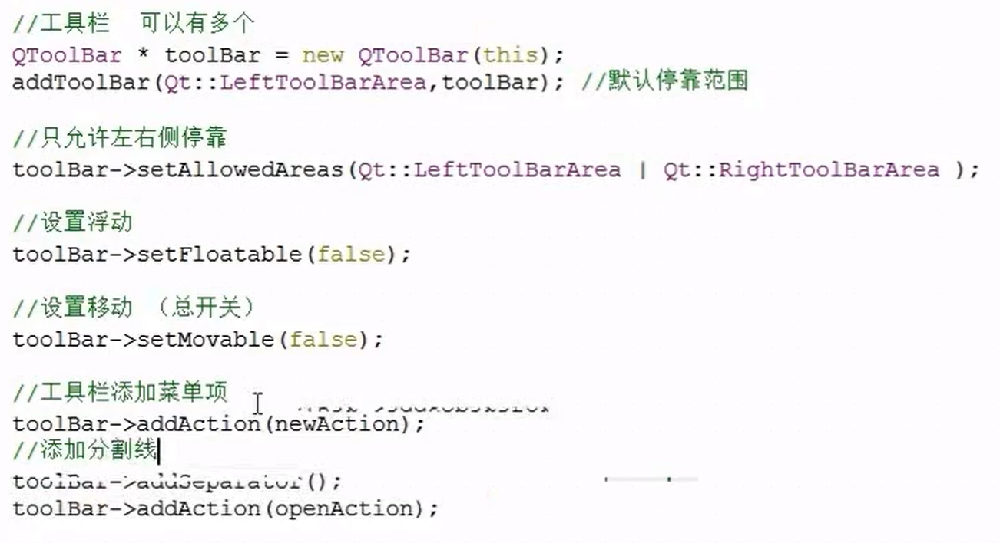 //工具栏  可以有多个
QToolBar * toolBar = new QToolBar(this);
addToolBar(Qt::LeftToolBarArea,toolBar); //默认停靠范围
//只允许左右侧停靠
toolBar->setAllowedAreas(Qt::LeftToolBarArea | Qt::RightToolBarArea );
//设置浮动
toolBar->setFloatable(false);
//设置移动 （总开关）
toolBar->setMovable(false);
//工具栏添加菜单项
toolBar->addAction(newAction);
//添加分割线
toolBar->addSeparator();
toolBar->addAction(openAction);